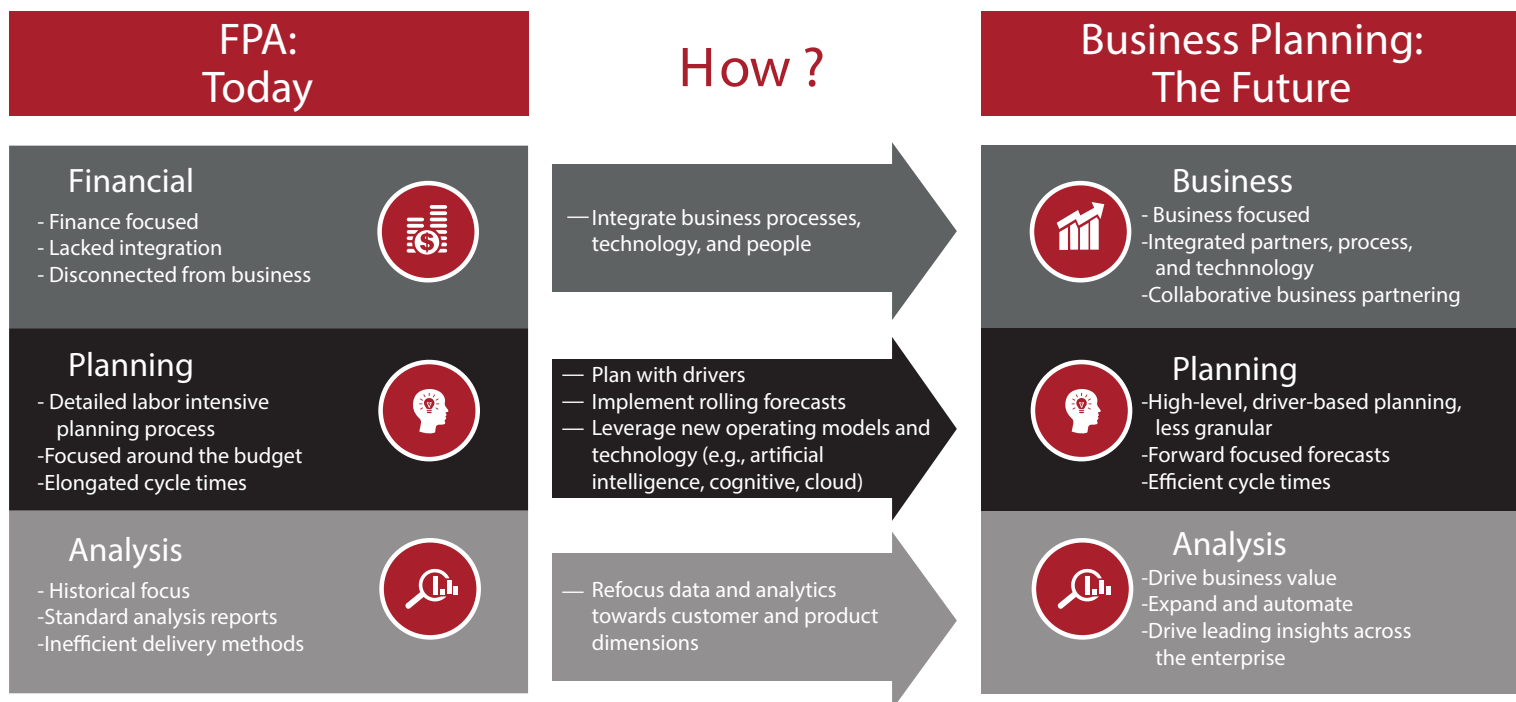 FPA:
Today
How ?
Business Planning:
The Future
Financial
- Finance focused
- Lacked integration
- Disconnected from business
— Integrate business processes,
technology, and people
Business
- Business focused
-Integrated partners, process,
and technnology
-Collaborative business partnering
Planning
- Detailed labor intensive
planning process
-Focused around the budget
-Elongated cycle times
— Plan with drivers
— Implement rolling forecasts
— Leverage new operating models and
technology (e.g., artificial
intelligence, cognitive, cloud)
Planning
-High-level, driver-based planning,
less granular
-Forward focused forecasts
-Efficient cycle times
Analysis
- Historical focus
-Standard analysis reports
-Inefficient delivery methods
— Refocus data and analytics
towards customer and product
dimensions
Analysis
-Drive business value
-Expand and automate
-Drive leading insights across
the enterprise